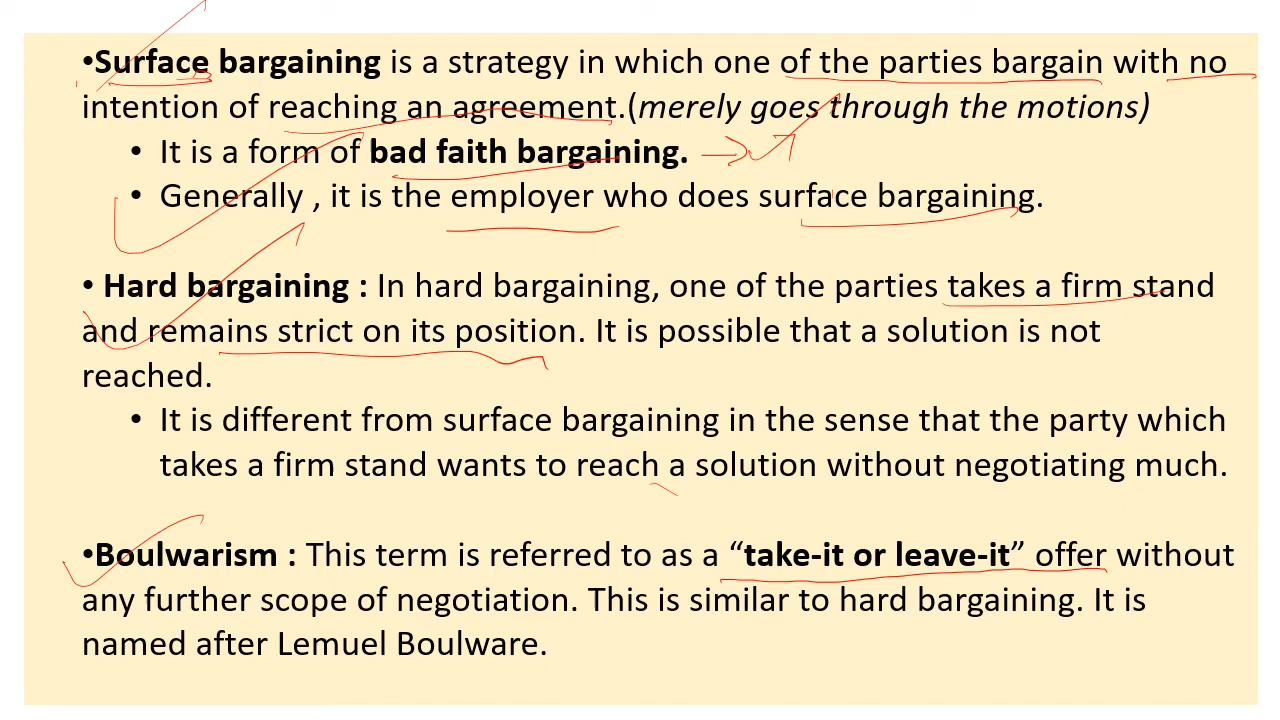 •Surface bargaining is a strategy in which one of the parties bargain with no
intention of reaching an agreement.(merely goes through the motions)
• It is a form of bad faith bargaining.
• Generally , it is the employer who does surface bargaining.
• Hard bargaining : In hard bargaining, one of the parties takes a firm stand
and remains strict on its position. It is possible that a solution is not
reached.
• It is different from surface bargaining in the sense that the party which
takes a firm stand wants to reach a solution without negotiating much.
•Boulwarism : This term is referred to as a “take-it or leave-it” offer without
any further scope of negotiation. This is similar to hard bargaining. It is
named after Lemuel Boulware.